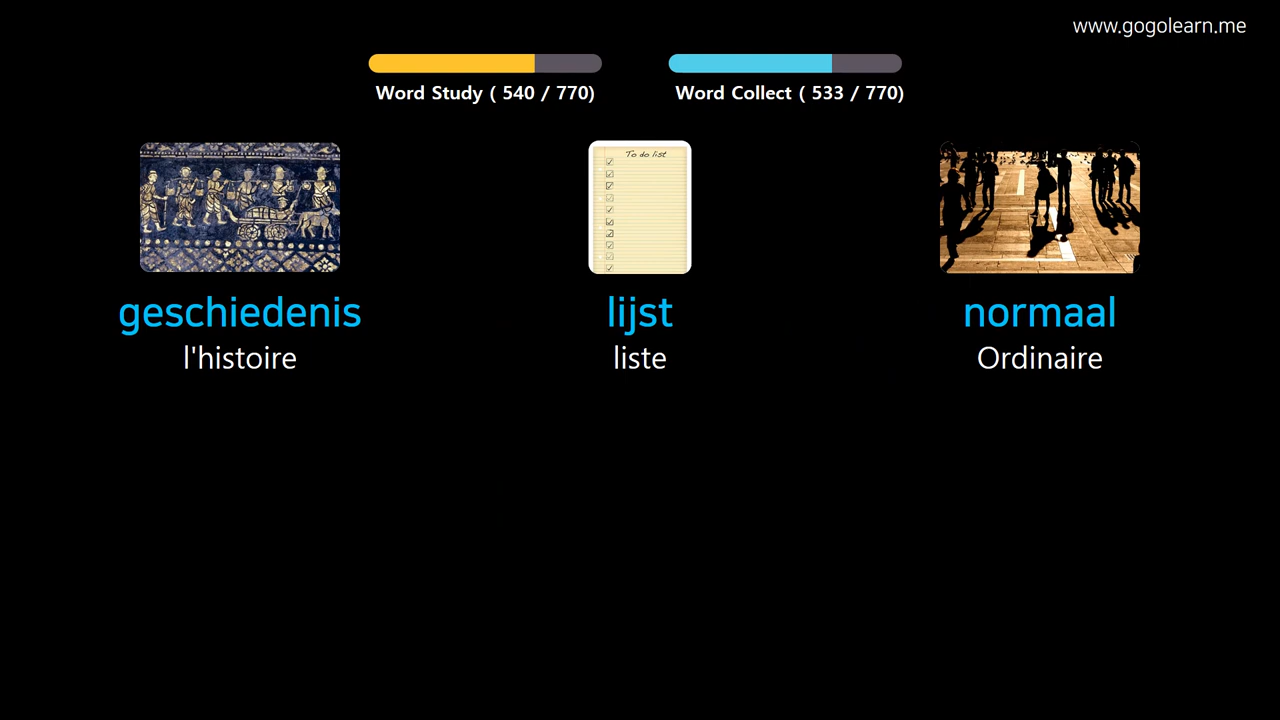 www.gogolearn.me
Word Study ( 540 / 770)
Word Collect ( 533 / 770)
To do list
geschiedenis
lijst
normaal
l'histoire
liste
Ordinaire